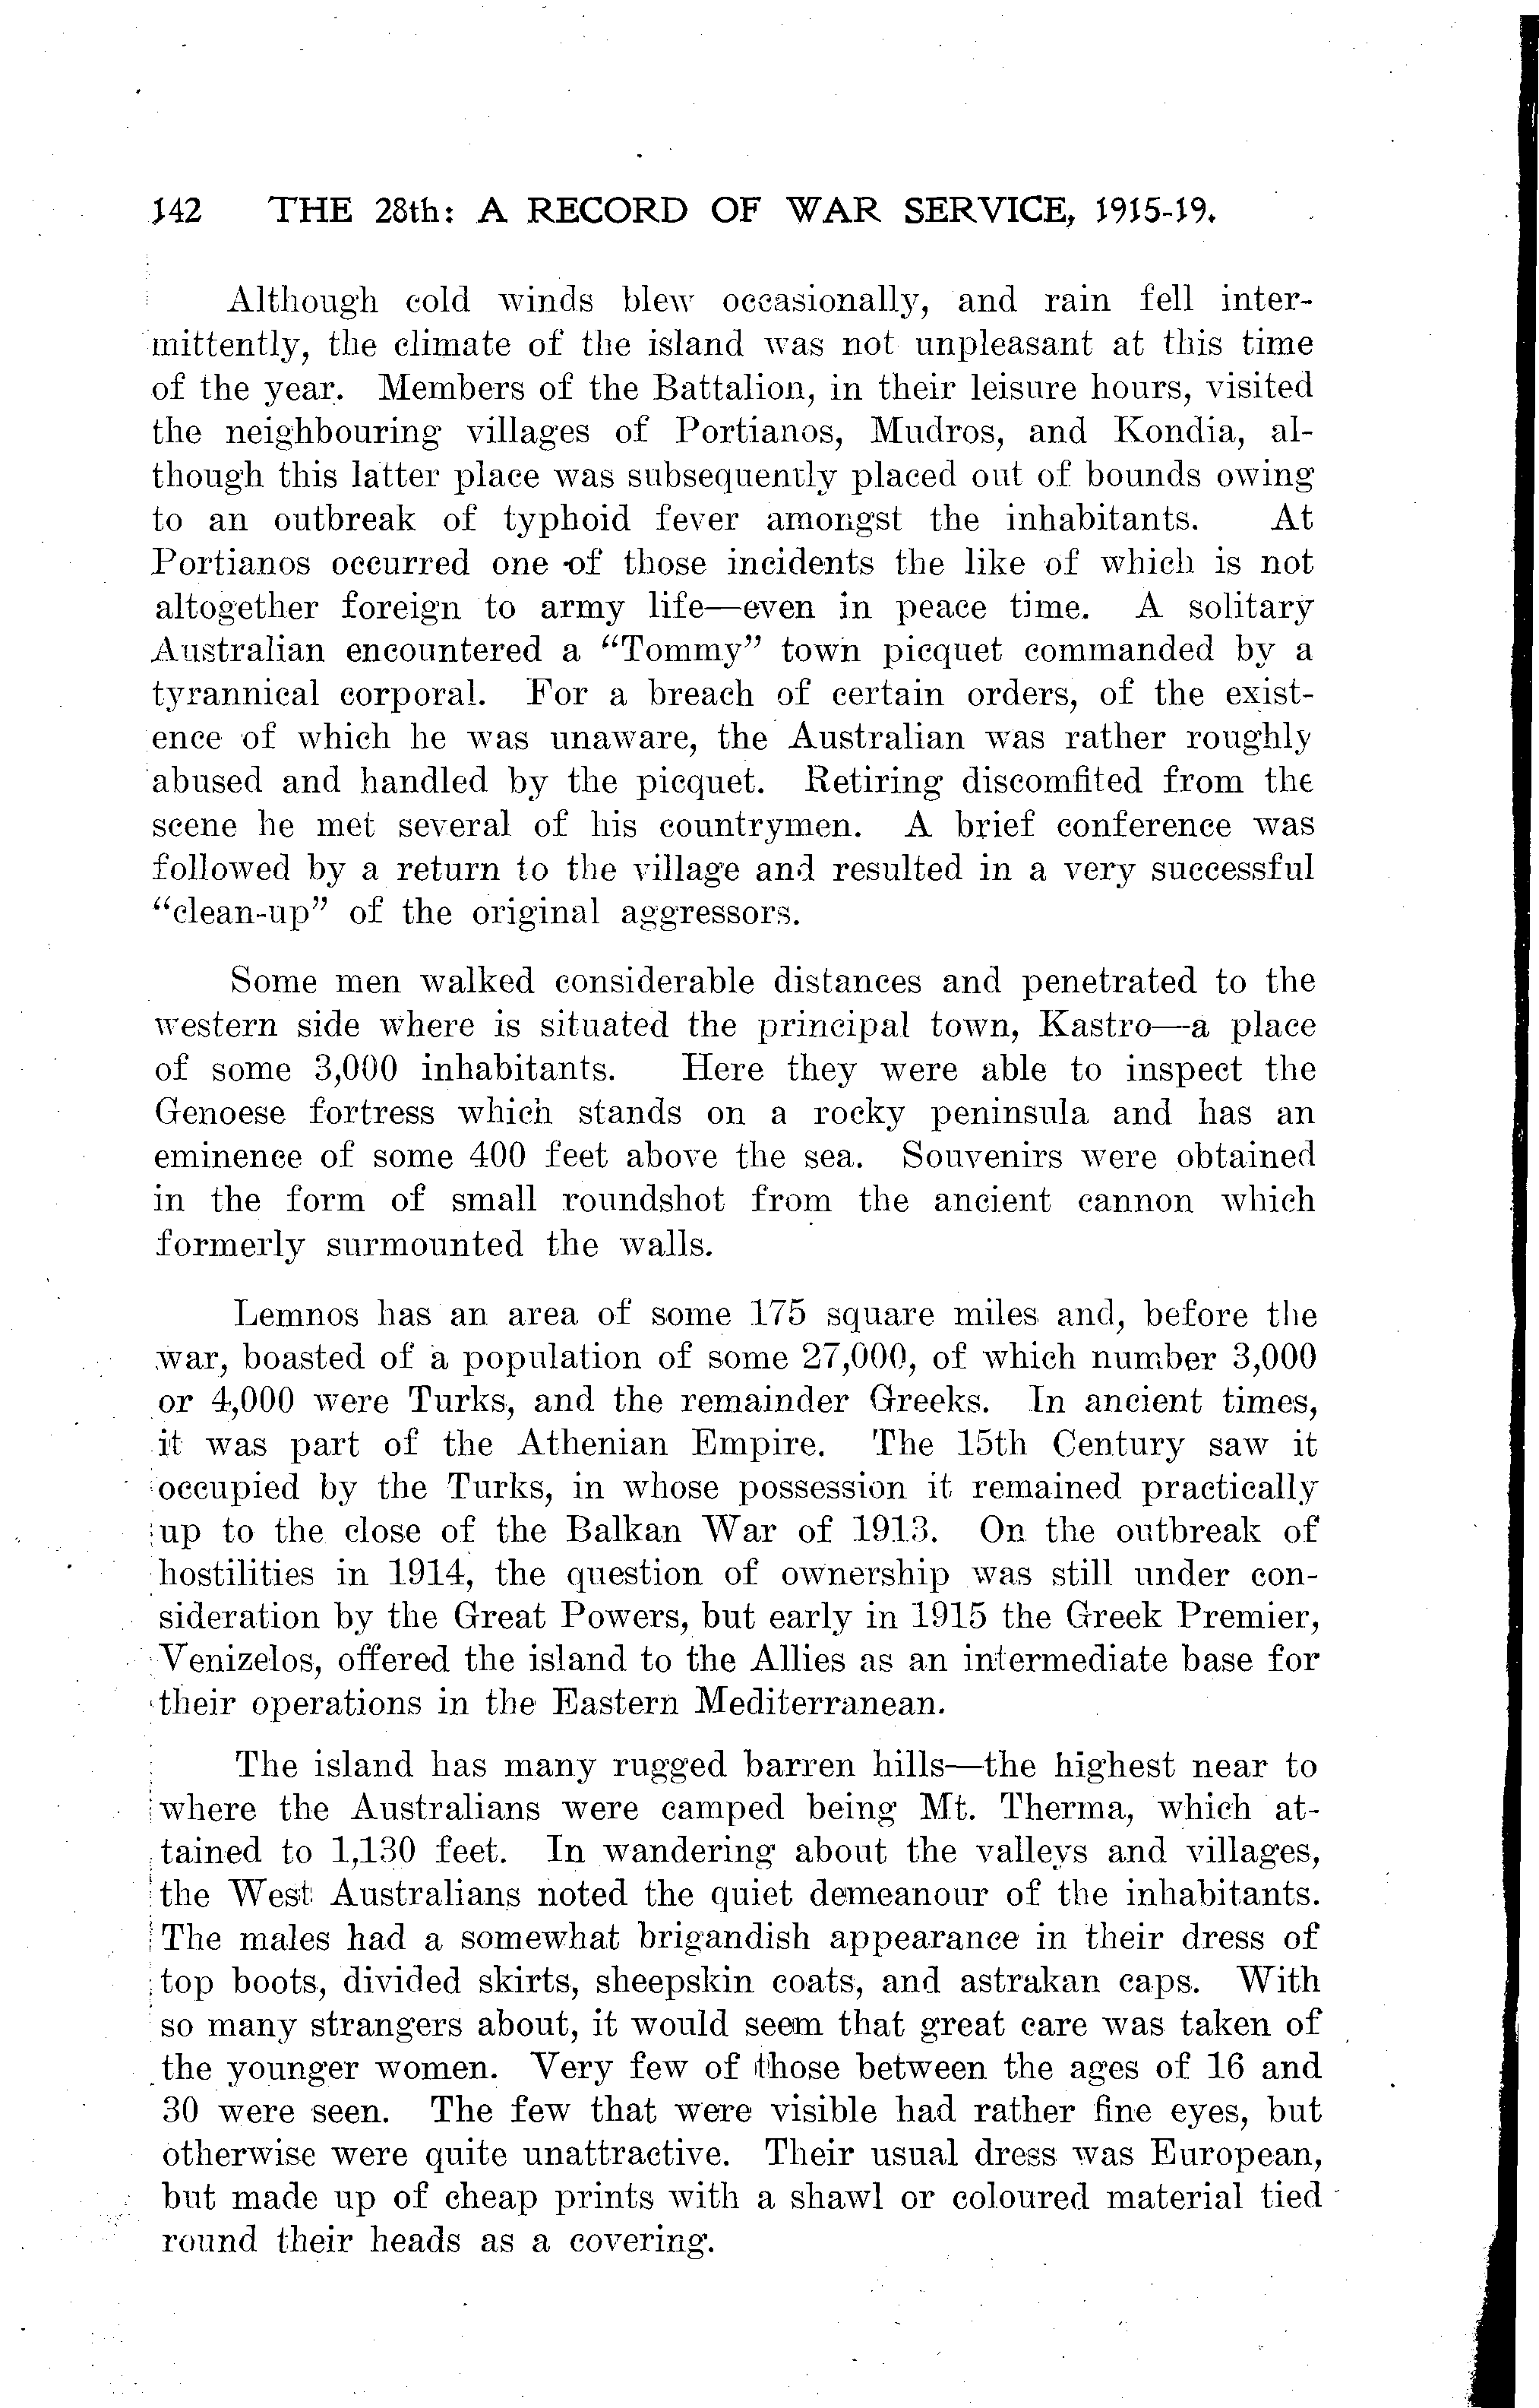 142 THE 28th: A RECORD OF WAR SERVICE, 1915-19.
Although cold winds blew occasionally, and rain fell inter-
mittently, the climate of the island was not unpleasant at this time
of the year. Members of the Battalion, in their leisure hours, visited
the neighbouring villages of Portianos, Mudros, and Kondia, al-
though this latter place was subsequently placed out of bounds owing
to an outbreak of typhoid fever amongst the inhabitants. At
Portianos occurred one of those incidents the like of which is not
altogether foreign to army life—even in peace time. A solitary
Australian encountered a “Tommy” town picquet commanded by a
tyrannical corporal. For a breach of certain orders, of the exist-
ence of which he was unaware, the Australian was rather roughly
abused and handled by the picquet. Retiring discomfited from the
scene he met several of his countrymen. A brief conference was
followed by a return to the village and resulted in a very successful
“clean-up” of the original aggressors.
Some men walked considerable distances and penetrated to the
western side where is situated the principal town, Kastro—a place
of some 3,000 inhabitants. Here they were able to inspect the
Genoese fortress which stands on a rocky peninsula and has an
eminence of some 400 feet above the sea. Souvenirs were obtained
in the form of small roundshot from the ancient cannon which
formerly surmounted the walls.
Lemnos has an area of some 175 square miles and, before the
war, boasted of a population of some 27,000, of which number 3,000
or 4,000 were Turks, and the remainder Greeks. In ancient times,
it was part of the Athenian Empire. The 15th Century saw it
occupied by the Turks, in whose possession it remained practically
up to the close of the Balkan War of 1913. On the outbreak of
hostilities in 1914, the question of ownership was still under con-
sideration by the Great Powers, but early in 1915 the Greek Premier,
Venizelos, offered the island to the Allies as an intermediate base for
their operations in the Eastern Mediterranean.
The island has many rugged barren hills—the highest near to
where the Australians were camped being Mt. Therma, which at-
tained to 1,130 feet. In wandering about the valleys and villages,
the West Australians noted the quiet demeanour of the inhabitants.
The males had a somewhat brigandish appearance in their dress of
top boots, divided skirts, sheepskin coats, and astrakan caps. With
so many strangers about, it would seem that great care was taken of
the younger women. Very few of those between the ages of 16 and
30 were seen. The few that were visible had rather fine eyes, but
otherwise were quite unattractive. Their usual dress was European,
but made up of cheap prints with a shawl or coloured material tied
round their heads as a covering.